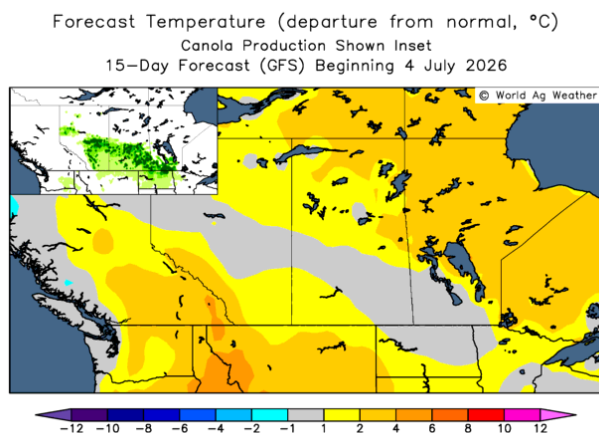 Forecast Temperature (departure from normal, °C)
Canola Production Shown Inset
15-Day Forecast (GFS) Beginning 4 July 2026
© World Ag Weather
-12 -10 -8 -6 -4 -2 -1 1 2 4 6 8 10 12